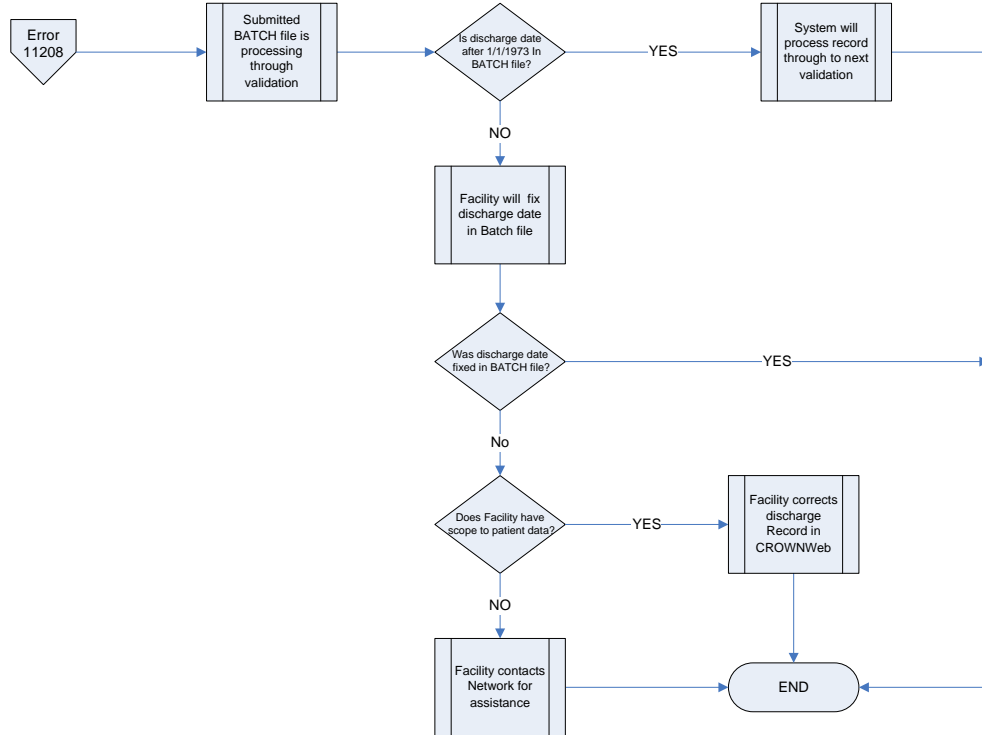 Error
11208
Submitted
BATCH file is
processing
through
validation
Is discharge date
after 1/1/1973 In
BATCH file?
YES
System will
process record
through to next
validation
NO
Facility will fix
discharge date
in Batch file
Was discharge date
fixed in BATCH file?
YES
No
Does Facility have
scope to patient data?
YES
Facility corrects
discharge
Record in
CROWNWeb
NO
Facility contacts
Network for
assistance
END